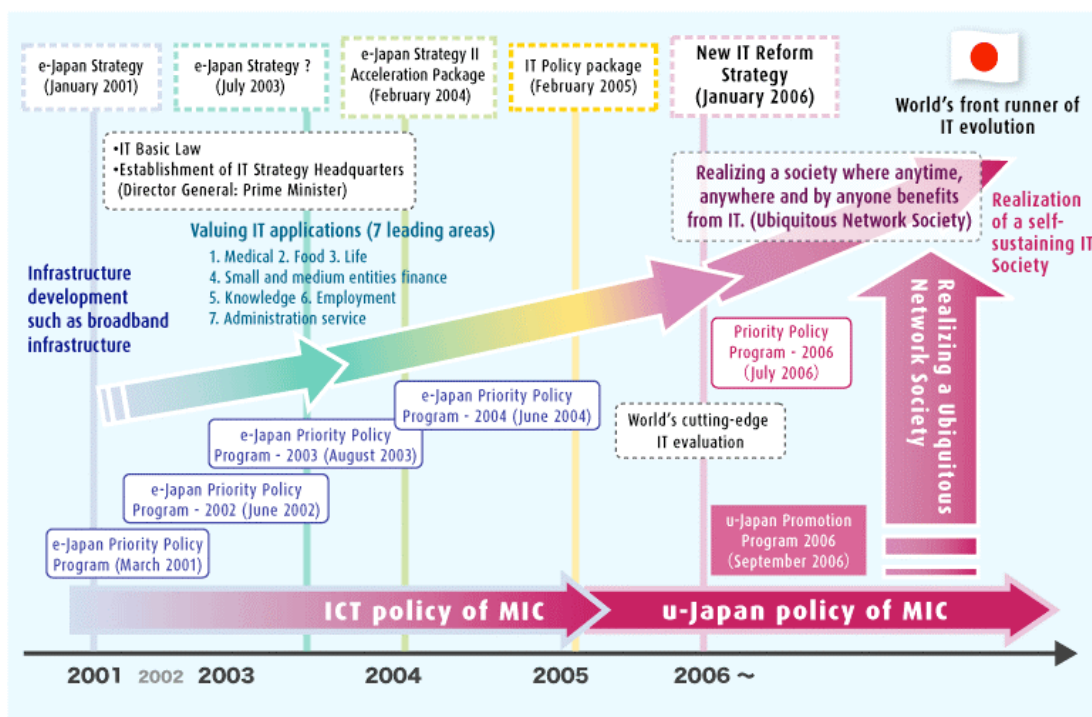 e-Japan Strategy
(January 2001)
e-Japan Strategy ?
(July 2003)
e-Japan Strategy II
Acceleration Package
(February 2004)
IT Policy package
(February 2005)
New IT Reform
Strategy
(January 2006)
World's front runner of
IT evolution
•IT Basic Law
•Establishment of IT Strategy Headquarters
(Director General: Prime Minister)
Realizing a society where anytime,
anywhere and by anyone benefits
from IT. (Ubiquitous Network Society)
Realization
of a self-
sustaining IT
Society
Valuing IT applications (7 leading areas)
1. Medical 2. Food 3. Life
4. Small and medium entities finance
5. Knowledge 6. Employment
7. Administration service
Infrastructure
development
such as broadband
infrastructure
Realizing a Ubiquitous
Network Society
Priority Policy
Program - 2006
(July 2006)
e-Japan Priority Policy
Program - 2004 (June 2004)
World's cutting-edge
IT evaluation
e-Japan Priority Policy
Program - 2003 (August 2003)
e-Japan Priority Policy
Program - 2002 (June 2002)
e-Japan Priority Policy
Program (March 2001)
u-Japan Promotion
Program 2006
(September 2006)
ICT policy of MIC
u-Japan policy of MIC
2001
2002
2003
2004
2005
2006 ～